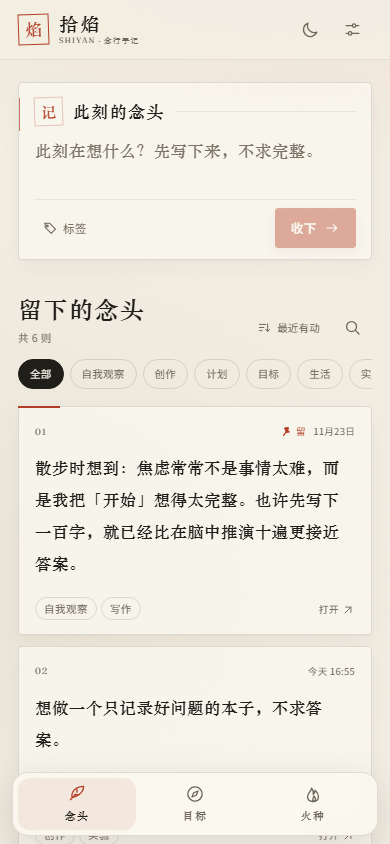 焰 拾焰
SHIYAN · 念行手记
记 此刻的念头
此刻在想什么？先写下来，不求完整。
标签 收下
留下的念头
共 6 则 最近有动
全部 自我观察 创作 计划 目标 生活 实
01 留 11月23日
散步时想到：焦虑常常不是事情太难，而
是我把「开始」想得太完整。也许先写下
一百字，就已经比在脑中推演十遍更接近
答案。
自我观察 写作 打开
02 今天 16:55
想做一个只记录好问题的本子，不求答
案。
念头 目标 火种